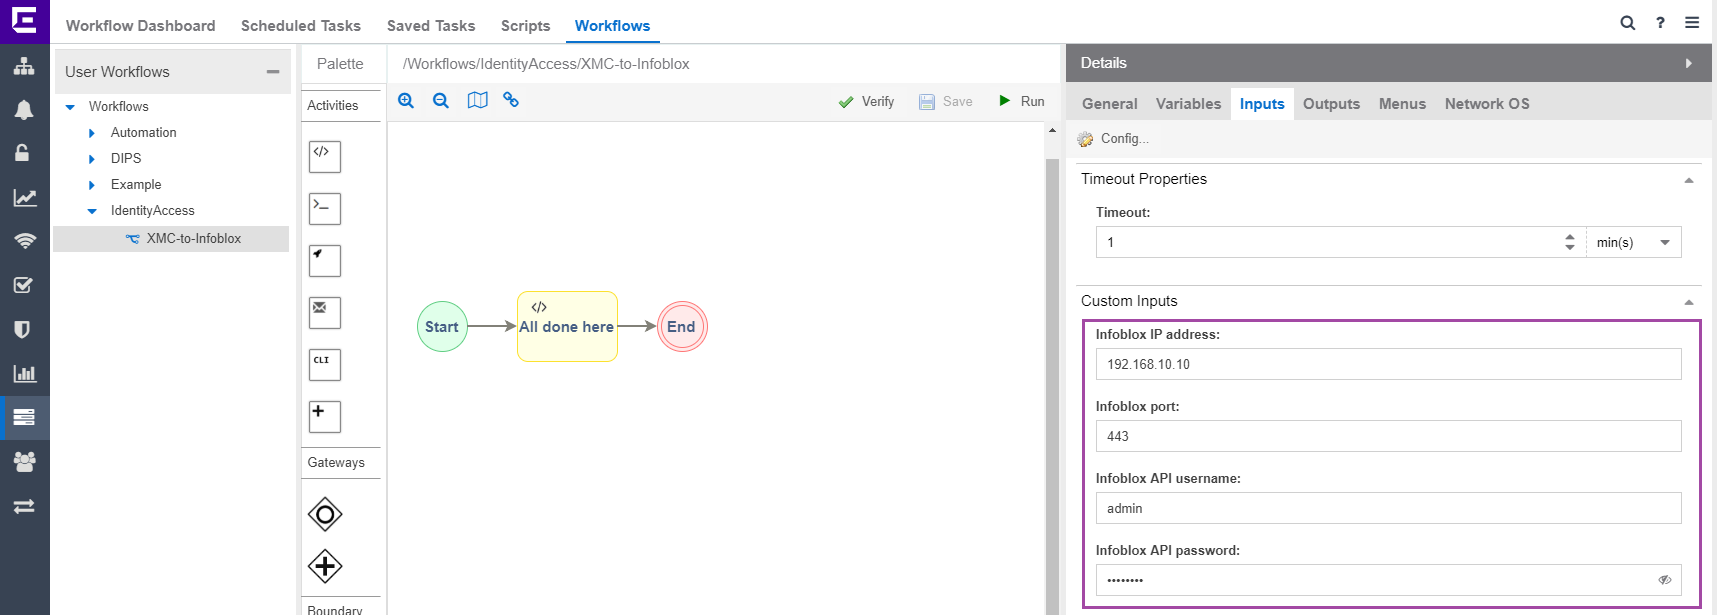 Workflow Dashboard Scheduled Tasks Saved Tasks Scripts Workflows ?
User Workflows
Workflows
Automation
DIPS
Example
IdentityAccess
XMC-to-Infoblox
Palette
Activities
</>
>_
CLI
+
Gateways
Boundary
/Workflows/IdentityAccess/XMC-to-Infoblox
Verify Save Run
Start
</>
All done here
End
Details
General Variables Inputs Outputs Menus Network OS
Config...
Timeout Properties
Timeout:
1 min(s)
Custom Inputs
Infoblox IP address:
192.168.10.10
Infoblox port:
443
Infoblox API username:
admin
Infoblox API password:
••••••••